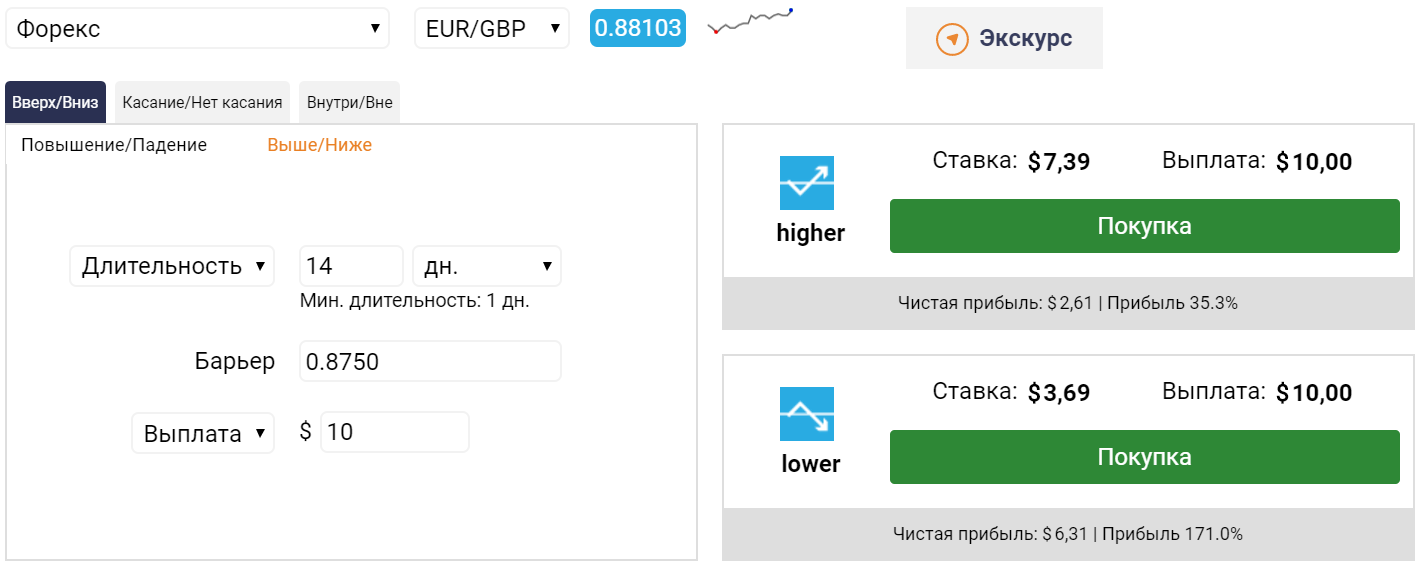 Форекс
EUR/GBP
0.88103
Экскурс
Вверх/Вниз
Касание/Нет касания
Внутри/Вне
Повышение/Падение
Выше/Ниже
Длительность
14
дн.
Мин. длительность: 1 дн.
Барьер
0.8750
Выплата
$
10
Ставка: $7,39
Выплата: $10,00
higher
Покупка
Чистая прибыль: $2,61 | Прибыль 35.3%
Ставка: $3,69
Выплата: $10,00
lower
Покупка
Чистая прибыль: $6,31 | Прибыль 171.0%